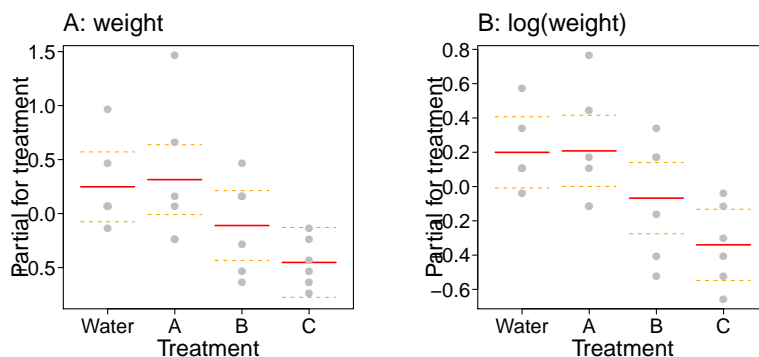 A: weight
1.5
1.0
0.5
0.0
−0.5
Partial for treatment
Water A B C
Treatment
B: log(weight)
0.8
0.6
0.4
0.2
0.0
−0.2
−0.4
−0.6
Partial for treatment
Water A B C
Treatment